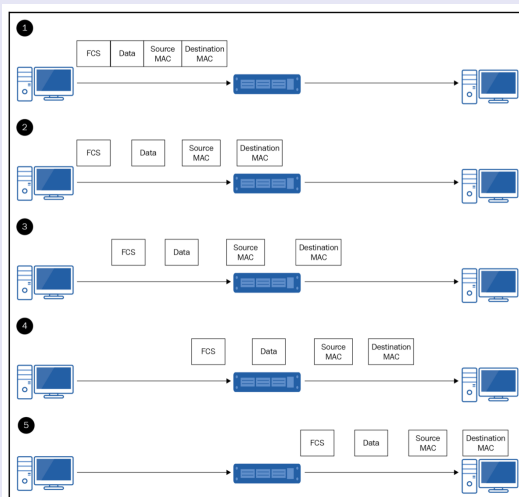 1
FCS Data Source MAC Destination MAC
2
FCS Data Source MAC Destination MAC
3
FCS Data Source MAC Destination MAC
4
FCS Data Source MAC Destination MAC
5
FCS Data Source MAC Destination MAC